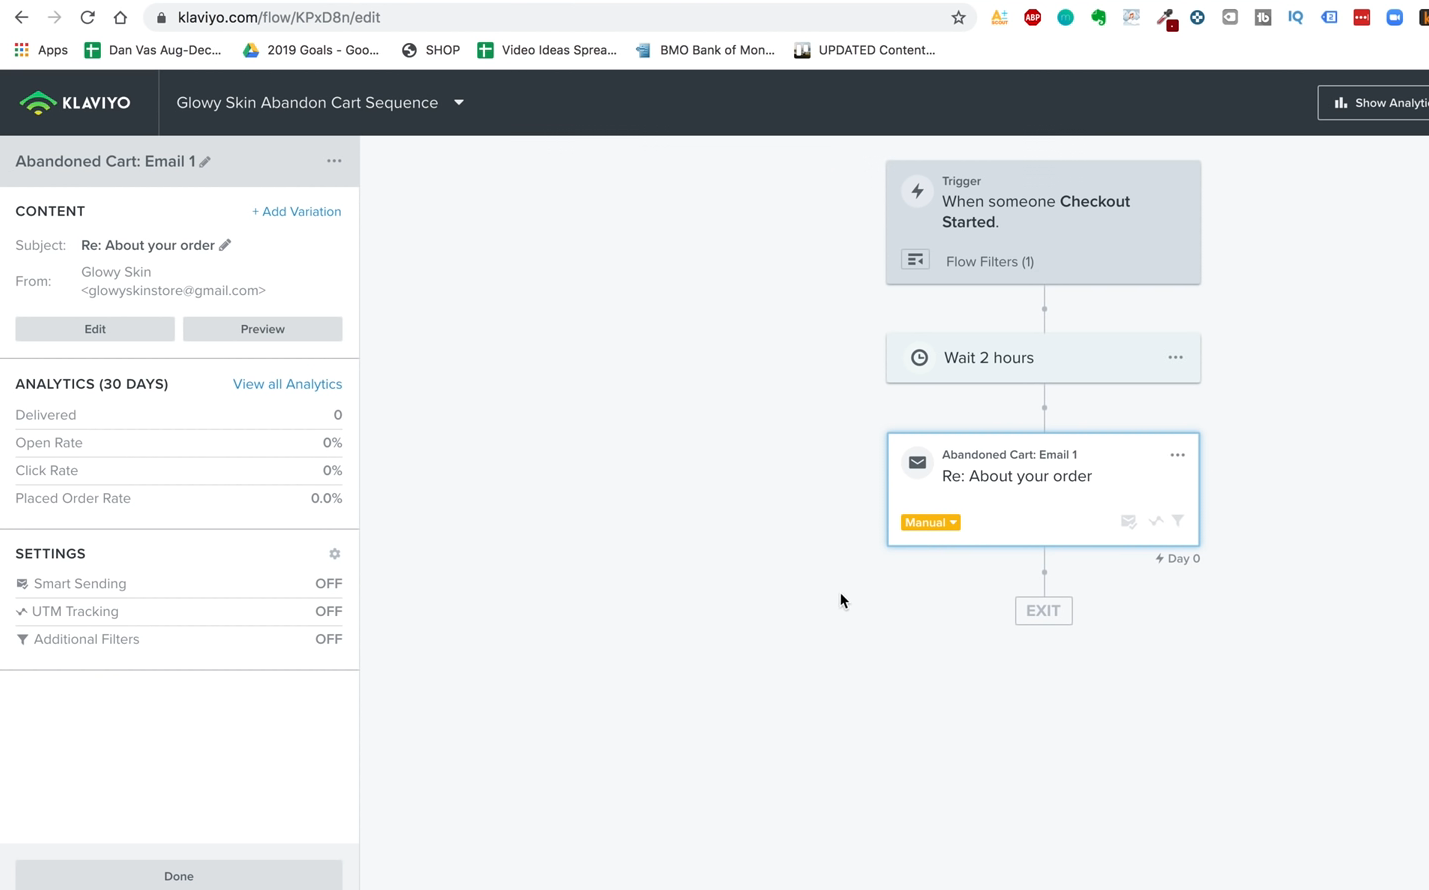 klaviyo.com/flow/KPxD8n/edit
Apps
Dan Vas Aug-Dec...
2019 Goals - Goo...
SHOP
Video Ideas Sprea...
BMO Bank of Mon...
UPDATED Content...
KLAVIYO
Glowy Skin Abandon Cart Sequence
Show Analyti
Abandoned Cart: Email 1
CONTENT
+ Add Variation
Subject: Re: About your order
From: Glowy Skin
<glowyskinstore@gmail.com>
Edit
Preview
ANALYTICS (30 DAYS)
View all Analytics
Delivered 0
Open Rate 0%
Click Rate 0%
Placed Order Rate 0.0%
SETTINGS
Smart Sending OFF
UTM Tracking OFF
Additional Filters OFF
Done
Trigger
When someone Checkout
Started.
Flow Filters (1)
Wait 2 hours
Abandoned Cart: Email 1
Re: About your order
Manual
Day 0
EXIT